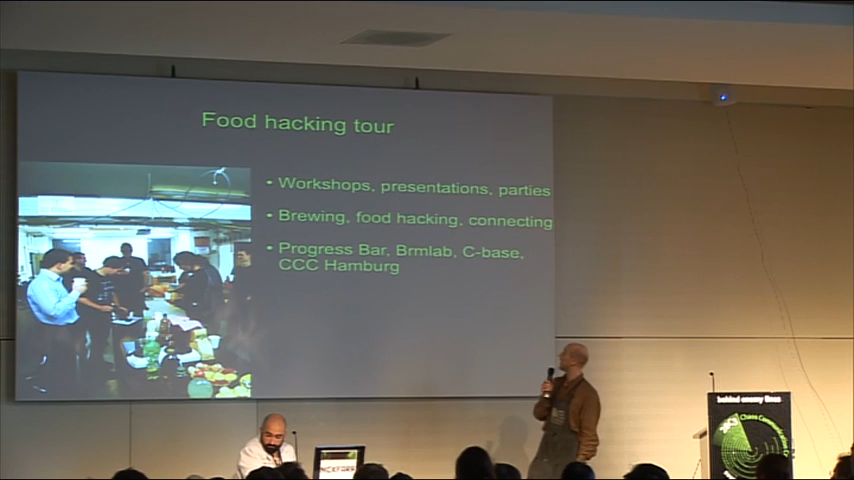 Food hacking tour
• Workshops, presentations, parties
• Brewing, food hacking, connecting
• Progress Bar, Brmlab, C-base,
CCC Hamburg
behind enemy lines
28C3